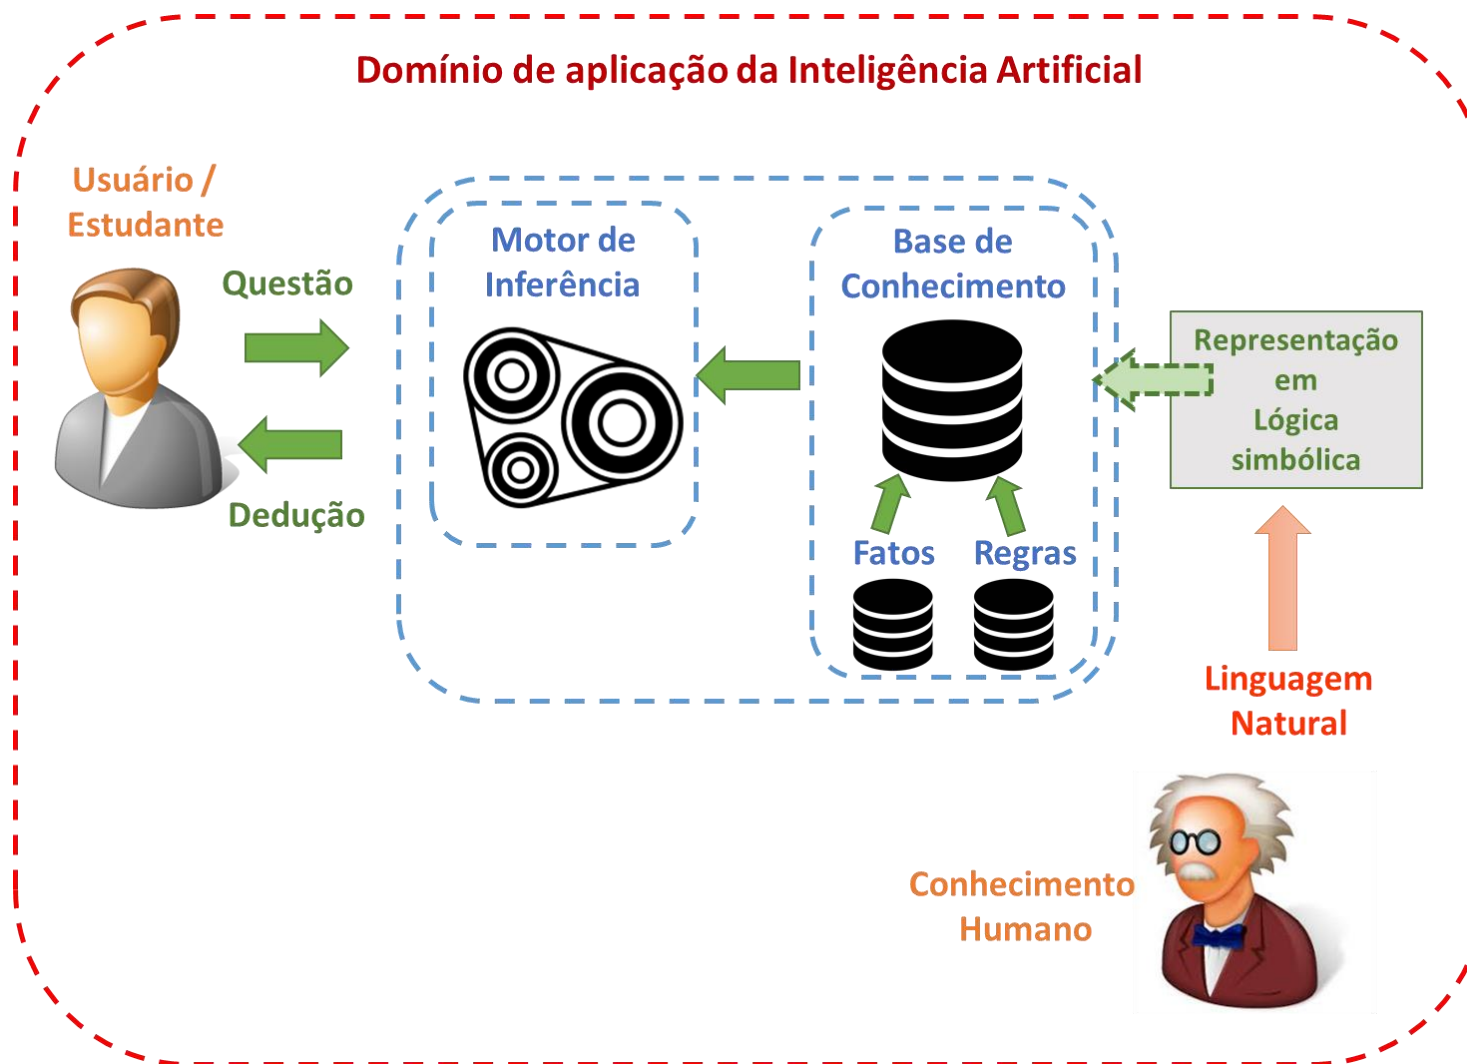 Domínio de aplicação da Inteligência Artificial
Usuário /
Estudante
Questão
Dedução
Motor de
Inferência
Base de
Conhecimento
Fatos
Regras
Representação
em
Lógica
simbólica
Linguagem
Natural
Conhecimento
Humano